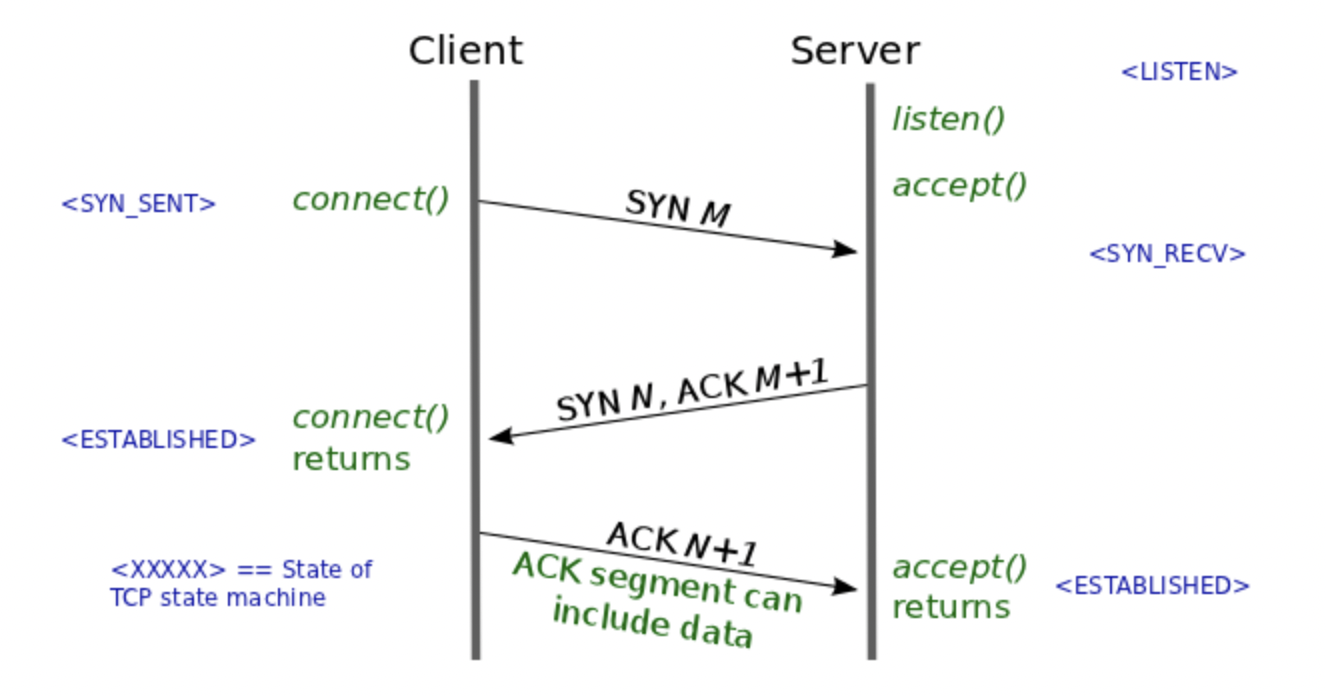 Client
Server
<LISTEN>
listen()
accept()
<SYN_SENT>
connect()
SYN M
<SYN_RECV>
SYN N, ACK M+1
connect()
returns
<ESTABLISHED>
ACK N+1
ACK segment can
include data
<XXXXX> == State of
TCP state machine
accept()
returns
<ESTABLISHED>